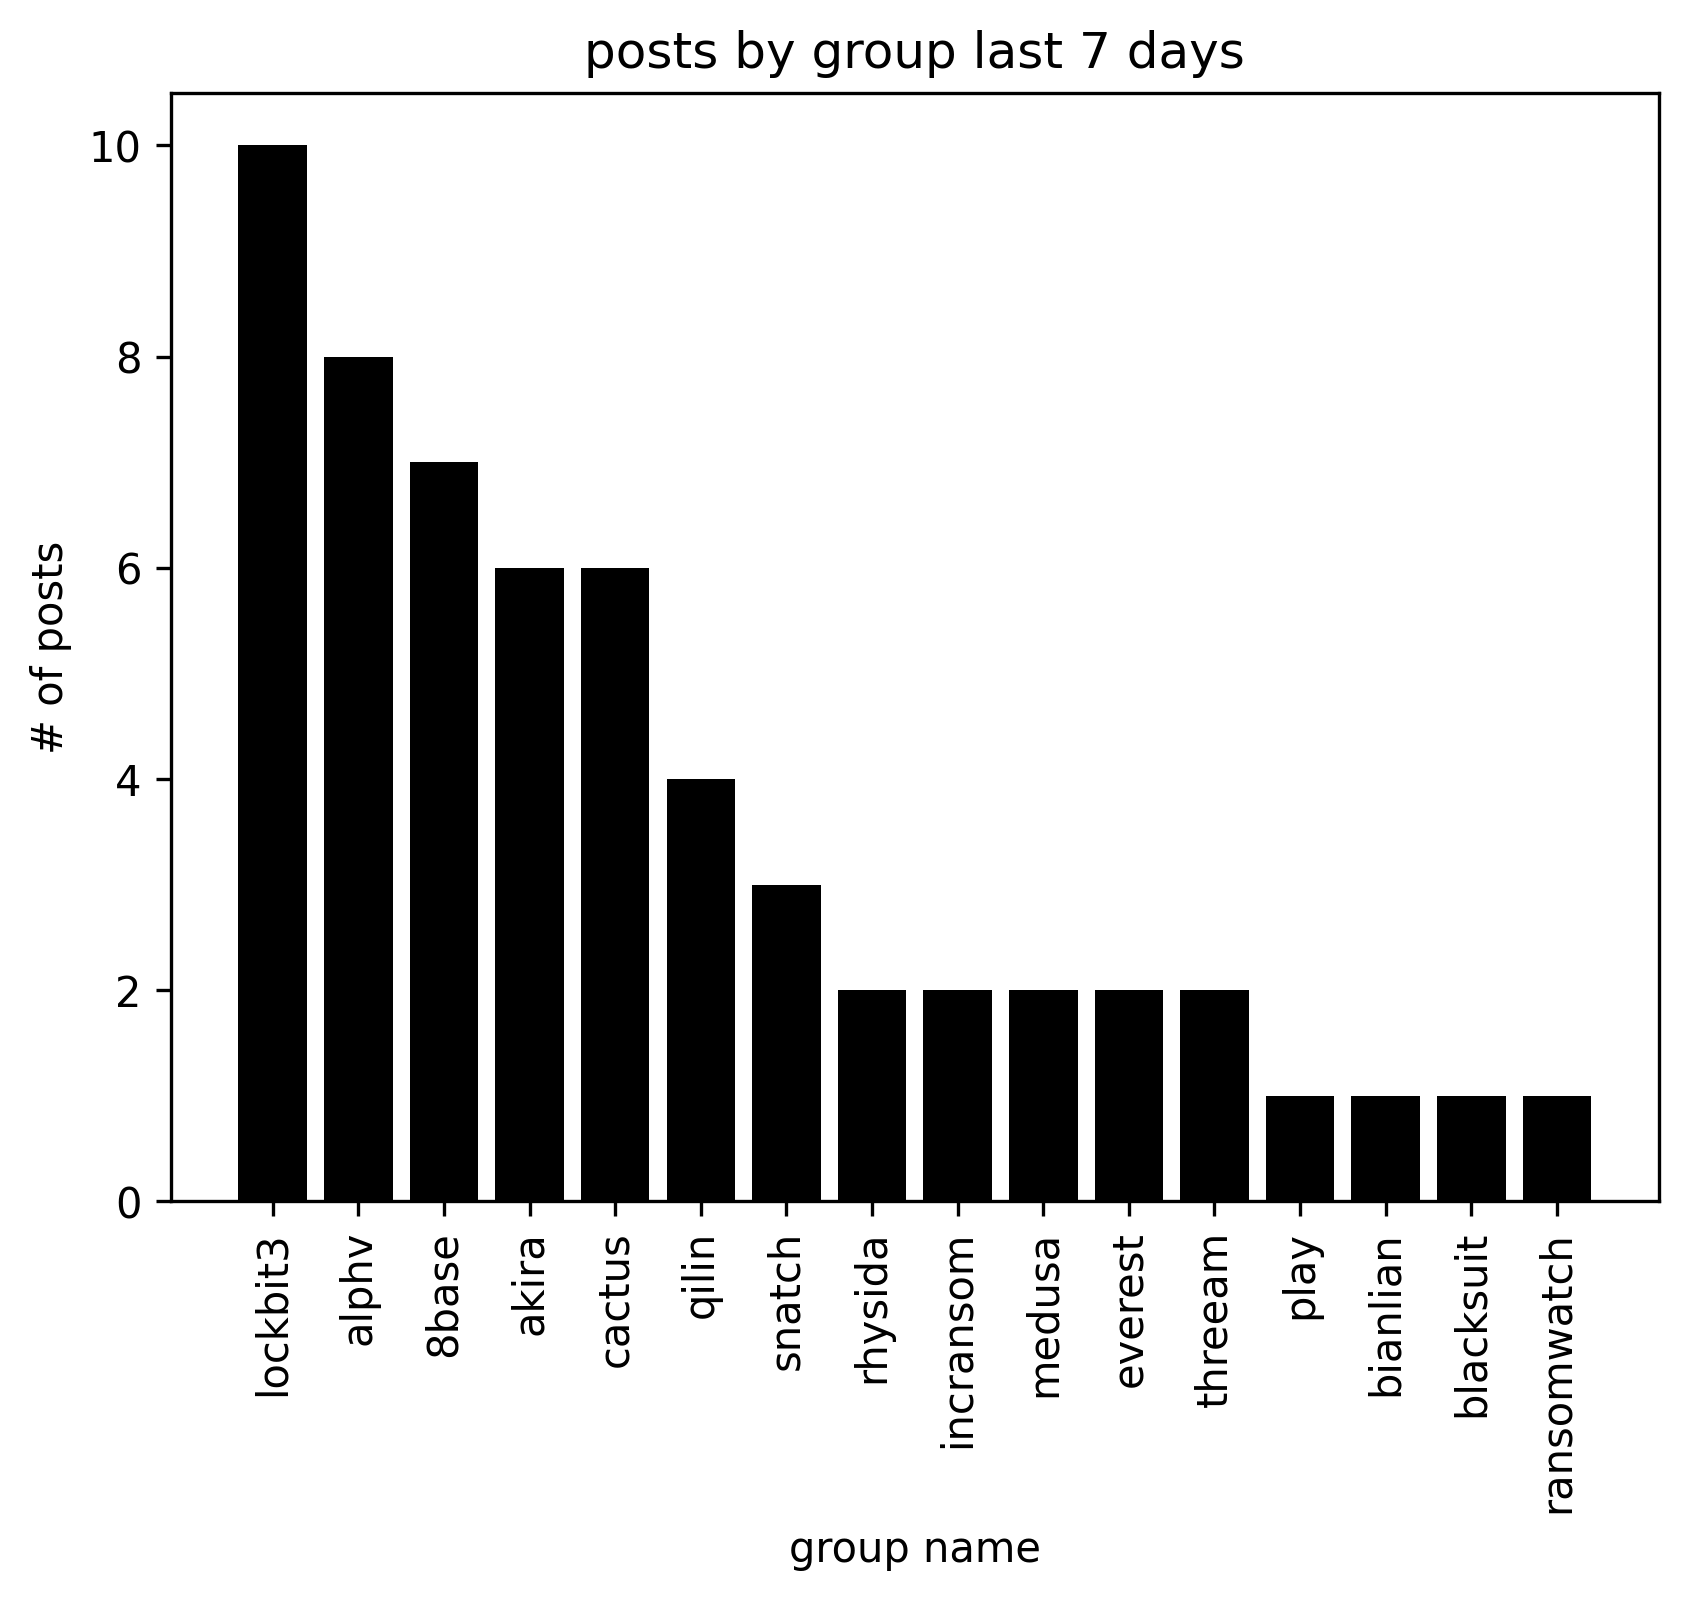 posts by group last 7 days
# of posts
10
8
6
4
2
0
lockbit3
alphv
8base
akira
cactus
qilin
snatch
rhysida
incransom
medusa
everest
threeam
play
bianlian
blacksuit
ransomwatch
group name